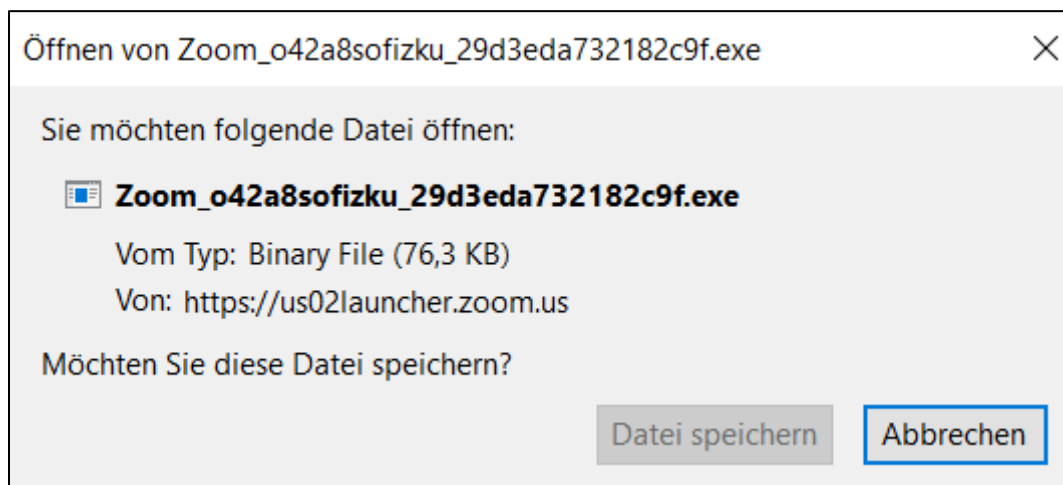 Öffnen von Zoom_o42a8sofizku_29d3eda732182c9f.exe
Sie möchten folgende Datei öffnen:
Zoom_o42a8sofizku_29d3eda732182c9f.exe
Vom Typ: Binary File (76,3 KB)
Von: https://us02launcher.zoom.us
Möchten Sie diese Datei speichern?
Datei speichern Abbrechen